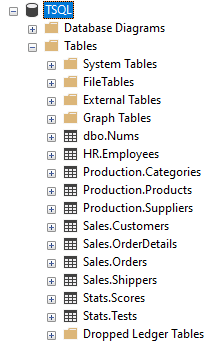 TSQL
Database Diagrams
Tables
System Tables
FileTables
External Tables
Graph Tables
dbo.Nums
HR.Employees
Production.Categories
Production.Products
Production.Suppliers
Sales.Customers
Sales.OrderDetails
Sales.Orders
Sales.Shippers
Stats.Scores
Stats.Tests
Dropped Ledger Tables